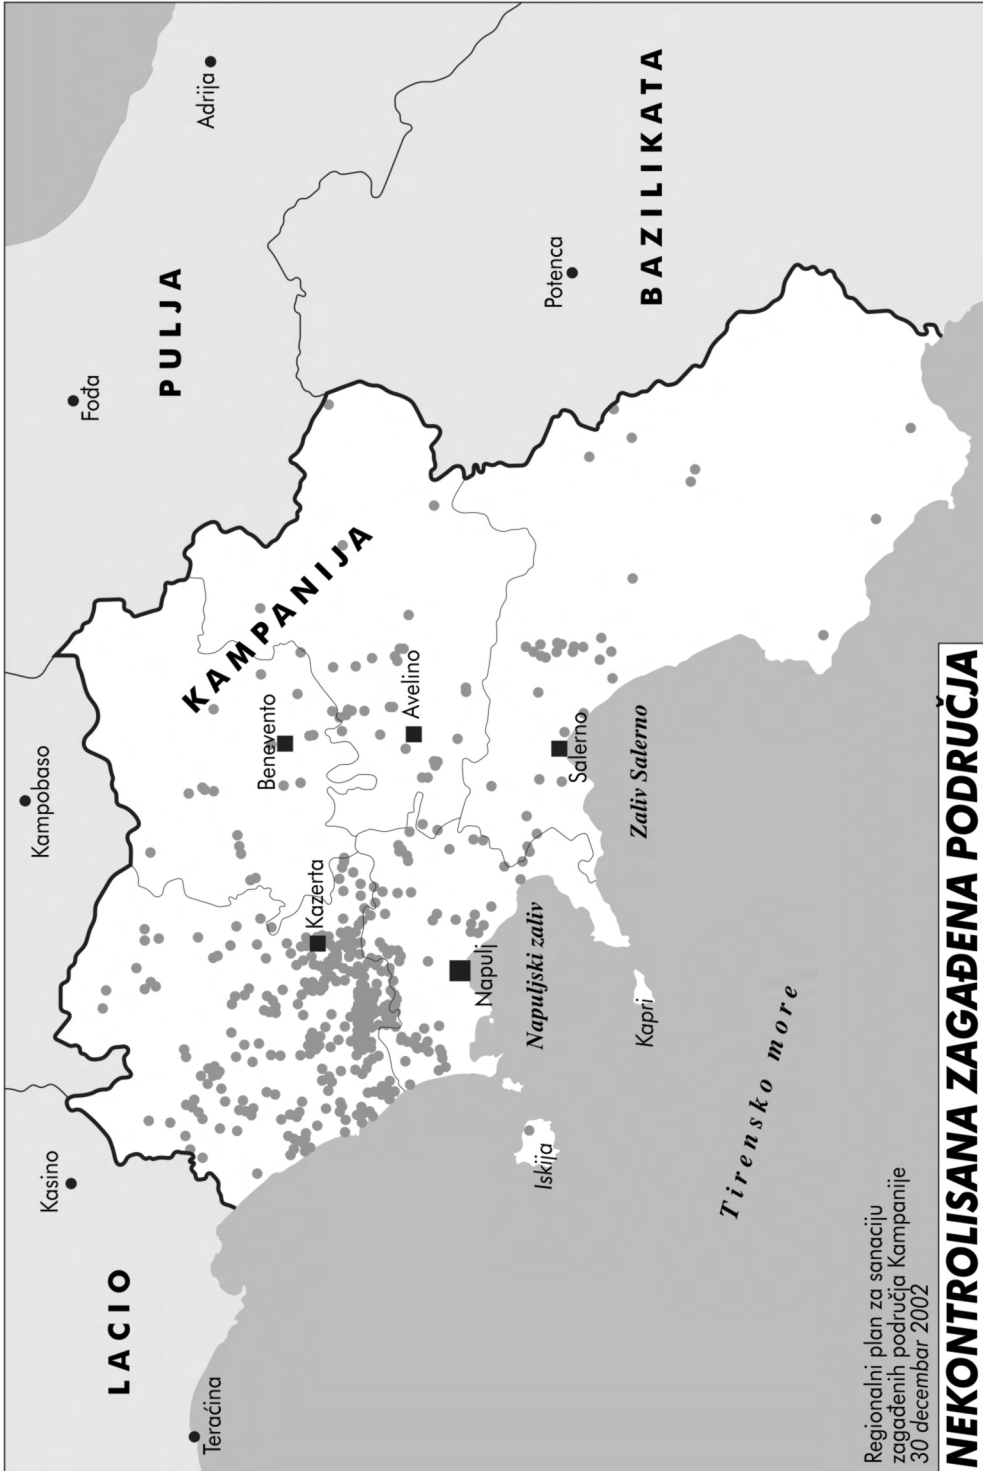 LACIO
Teraćina
Kasino
Kampobaso
PULJA
Fođa
Adrija
BAZILIKATA
Potenca
KAMPANIJA
Benevento
Avelino
Kazerta
Napulj
Salerno
Napuljski zaliv
Zaliv Salerno
Iskija
Kapri
Tirensko more
Regionalni plan za sanaciju
zagađenih područja Kampanije
30 decembar 2002
NEKONTROLISANA ZAGAĐENA PODRUČJA